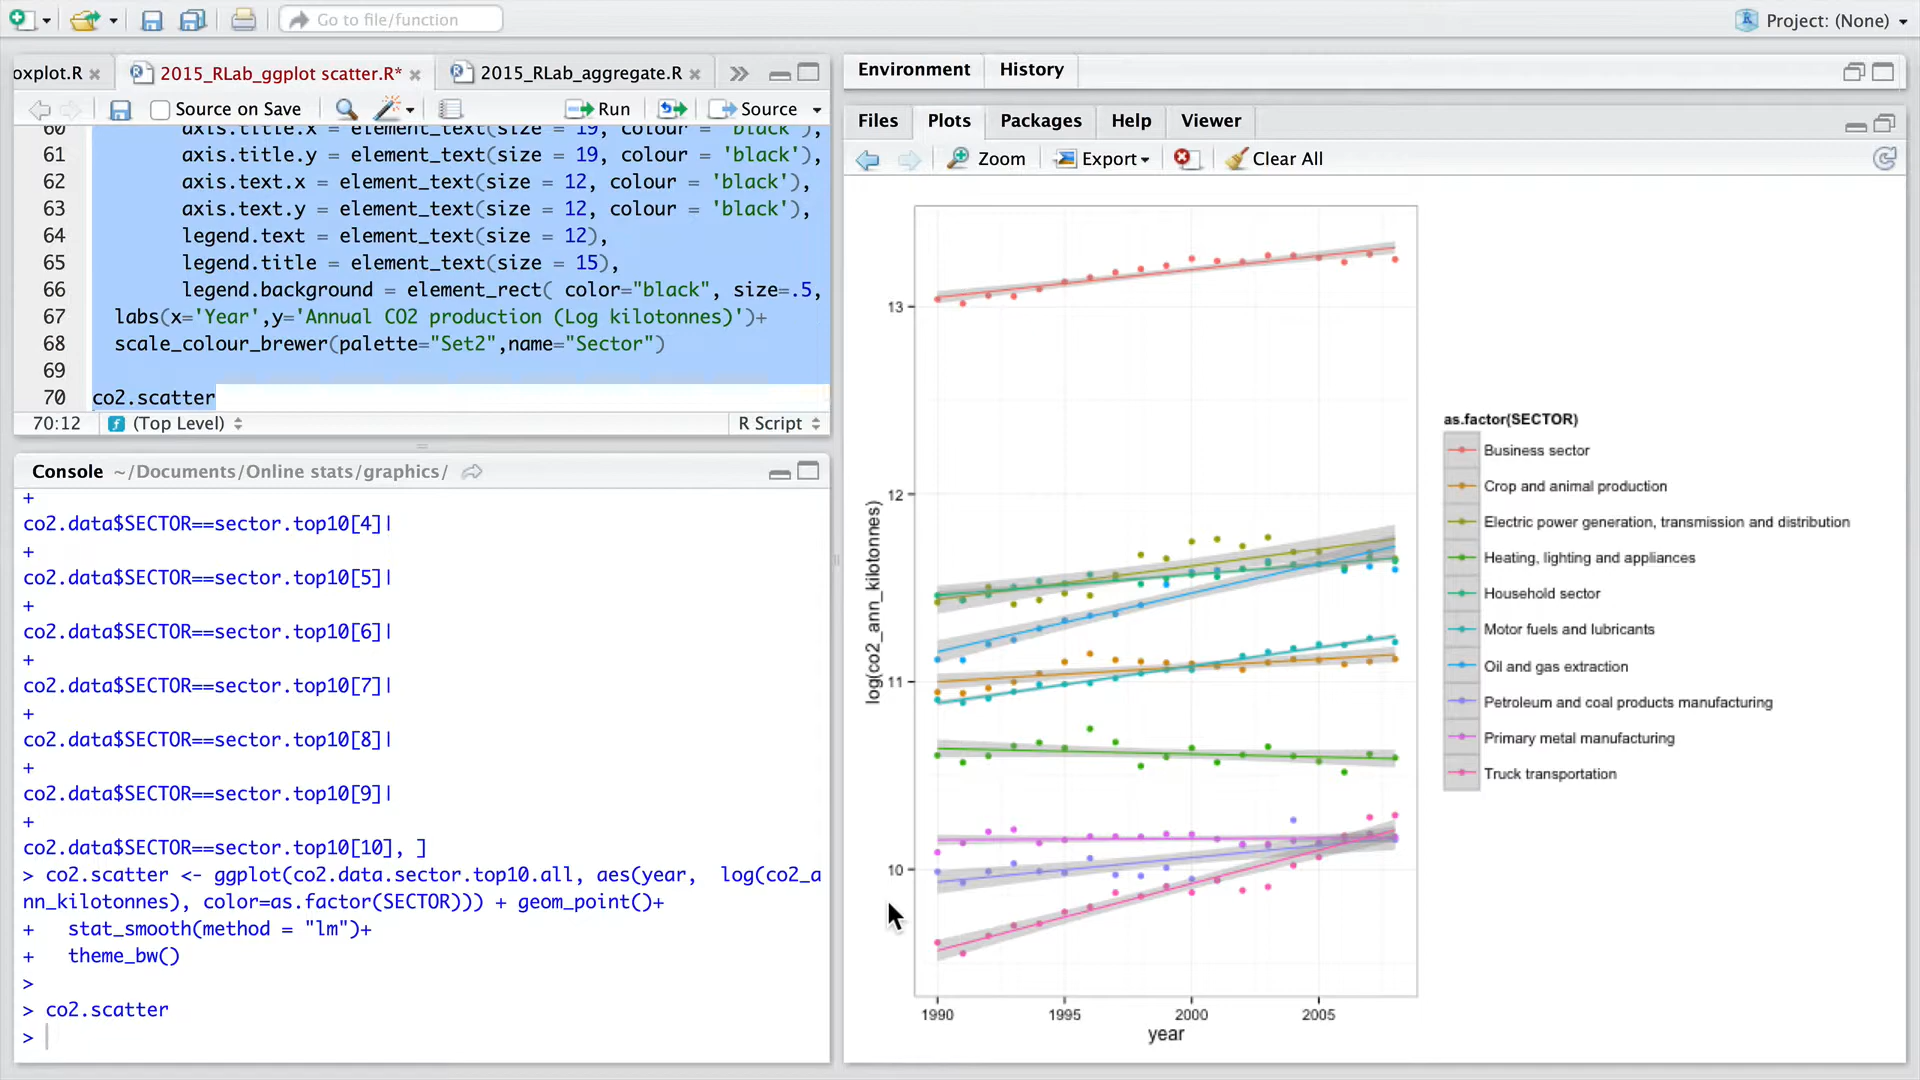 Go to file/function
Project: (None)
oxplot.R
2015_RLab_ggplot scatter.R*
2015_RLab_aggregate.R
Source on Save
Run
Source
60 axis.title.x = element_text(size = 19, colour = 'black'),
61 axis.title.y = element_text(size = 19, colour = 'black'),
62 axis.text.x = element_text(size = 12, colour = 'black'),
63 axis.text.y = element_text(size = 12, colour = 'black'),
64 legend.text = element_text(size = 12),
65 legend.title = element_text(size = 15),
66 legend.background = element_rect( color="black", size=.5,
67 labs(x='Year',y='Annual CO2 production (Log kilotonnes)')+
68 scale_colour_brewer(palette="Set2",name="Sector")
69
70 co2.scatter
70:12 (Top Level) R Script
Console ~/Documents/Online stats/graphics/
+
co2.data$SECTOR==sector.top10[4]|
+
co2.data$SECTOR==sector.top10[5]|
+
co2.data$SECTOR==sector.top10[6]|
+
co2.data$SECTOR==sector.top10[7]|
+
co2.data$SECTOR==sector.top10[8]|
+
co2.data$SECTOR==sector.top10[9]|
+
co2.data$SECTOR==sector.top10[10], ]
> co2.scatter <- ggplot(co2.data.sector.top10.all, aes(year,  log(co2_a
nn_kilotonnes), color=as.factor(SECTOR))) + geom_point()+
+ stat_smooth(method = "lm")+
+ theme_bw()
>
> co2.scatter
>
Environment History
Files Plots Packages Help Viewer
Zoom Export Clear All
13
12
11
10
log(co2_ann_kilotonnes)
1990 1995 2000 2005
year
as.factor(SECTOR)
Business sector
Crop and animal production
Electric power generation, transmission and distribution
Heating, lighting and appliances
Household sector
Motor fuels and lubricants
Oil and gas extraction
Petroleum and coal products manufacturing
Primary metal manufacturing
Truck transportation